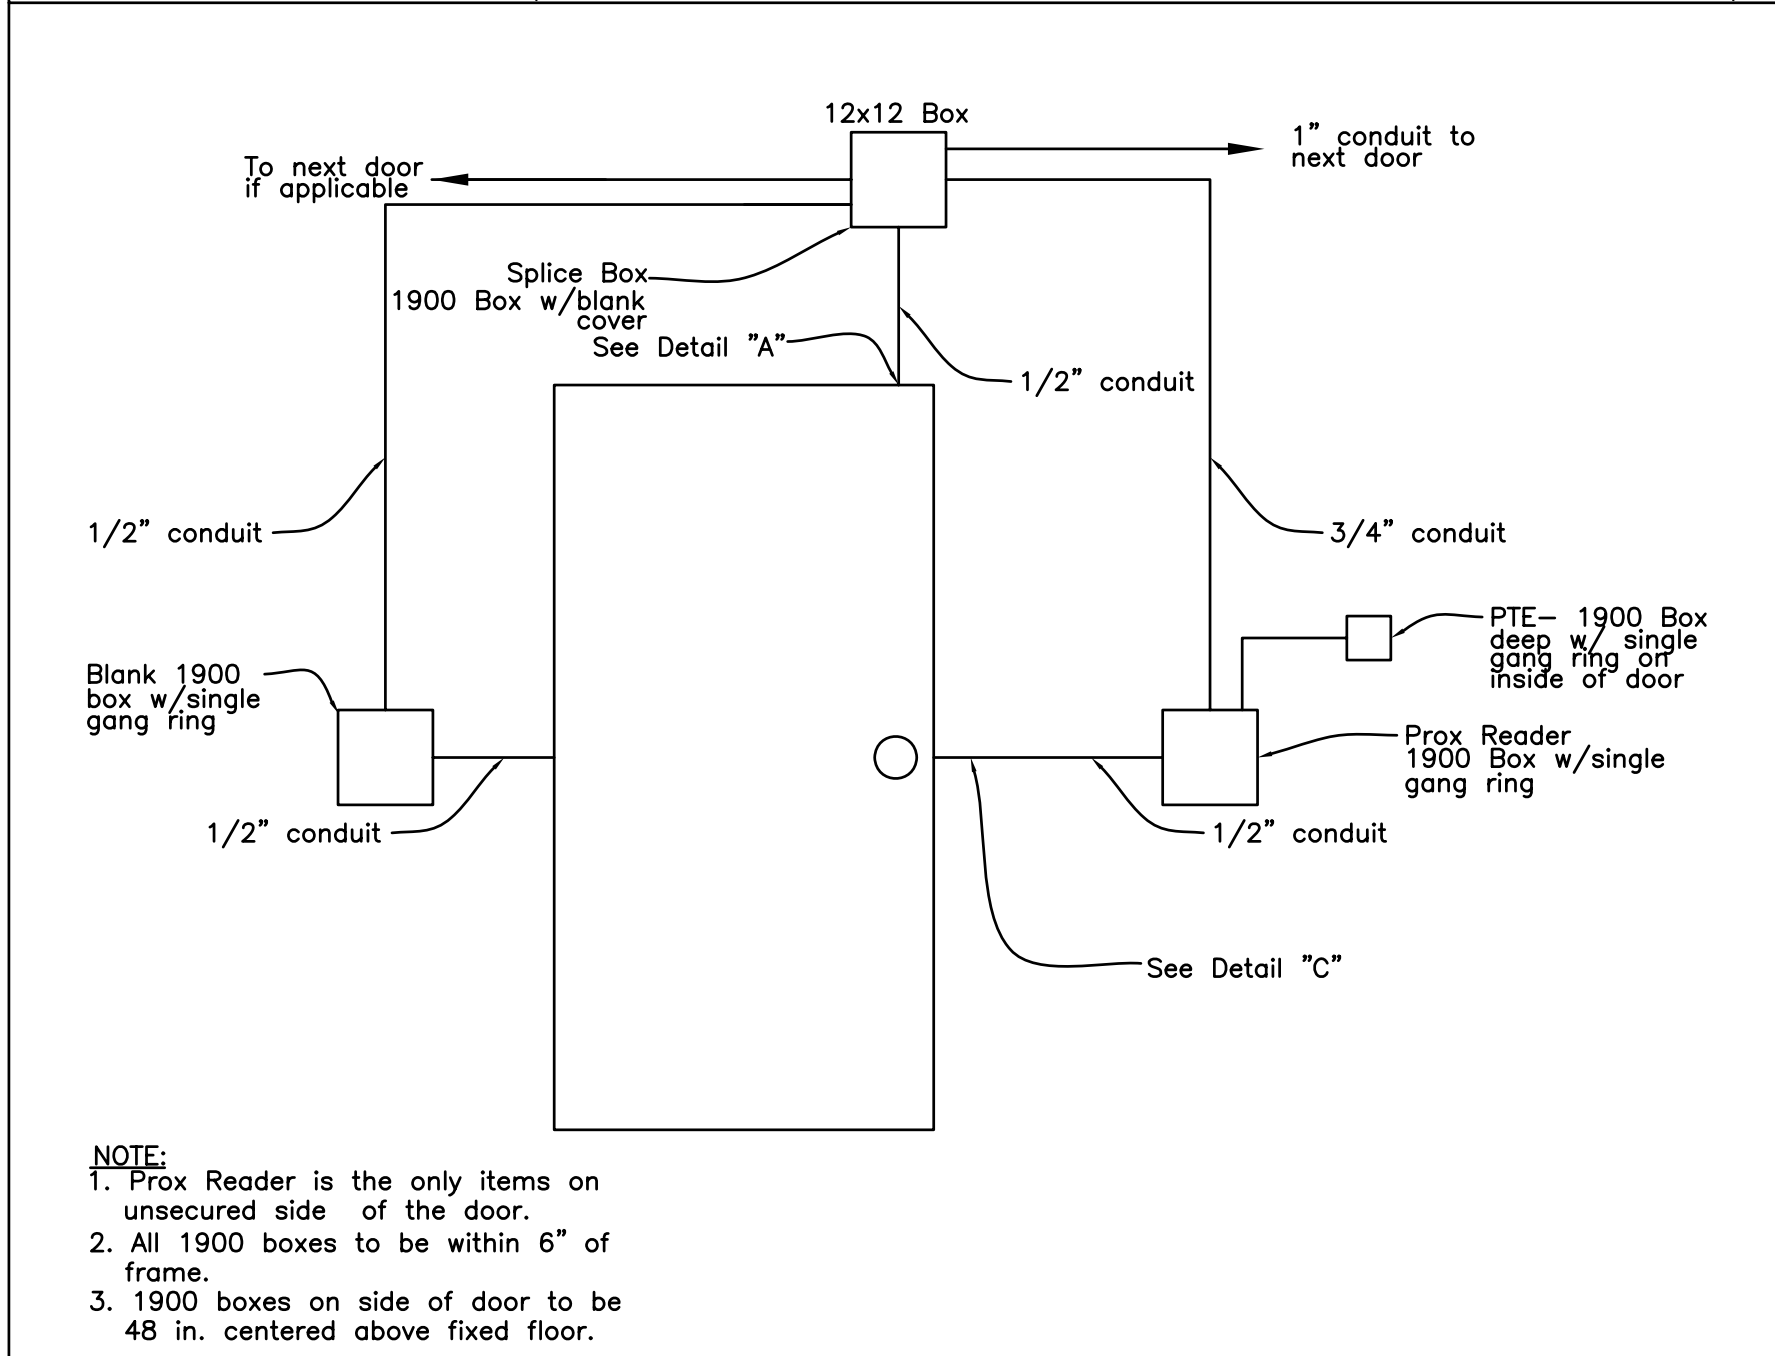 12x12 Box
1” conduit to
next door
To next door
if applicable
Splice Box
1900 Box w/blank
cover
See Detail ”A”
1/2” conduit
1/2” conduit
3/4” conduit
PTE– 1900 Box
deep w/ single
gang ring on
inside of door
Blank 1900
box w/single
gang ring
Prox Reader
1900 Box w/single
gang ring
1/2” conduit
1/2” conduit
See Detail ”C”
NOTE:
1. Prox Reader is the only items on
unsecured side of the door.
2. All 1900 boxes to be within 6” of
frame.
3. 1900 boxes on side of door to be
48 in. centered above fixed floor.